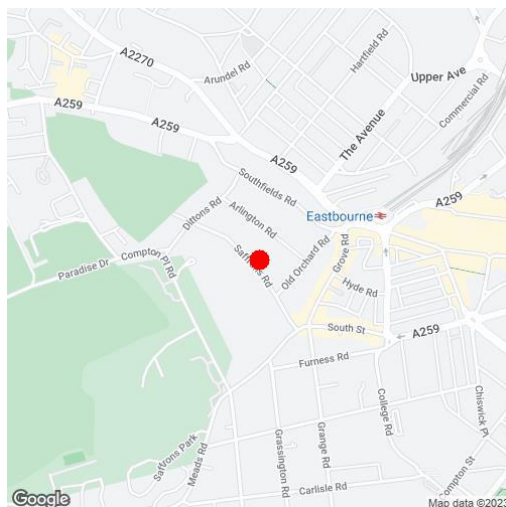 Hartfield Rd
A2270
Arundel Rd
Upper Ave
Commercial Rd
A259
A259
The Avenue
A259
Southfields Rd
A259
Dittons Rd
Arlington Rd
Eastbourne
Compton Pl Rd
Paradise Dr
Saffrons Rd
Old Orchard Rd
Grove Rd
Hyde Rd
South St
A259
Furness Rd
College Rd
Chiswick Pl
Saffrons Park
Meads Rd
Grassington Rd
Grange Rd
Carlisle Rd
Compton St
Google
Map data ©2023